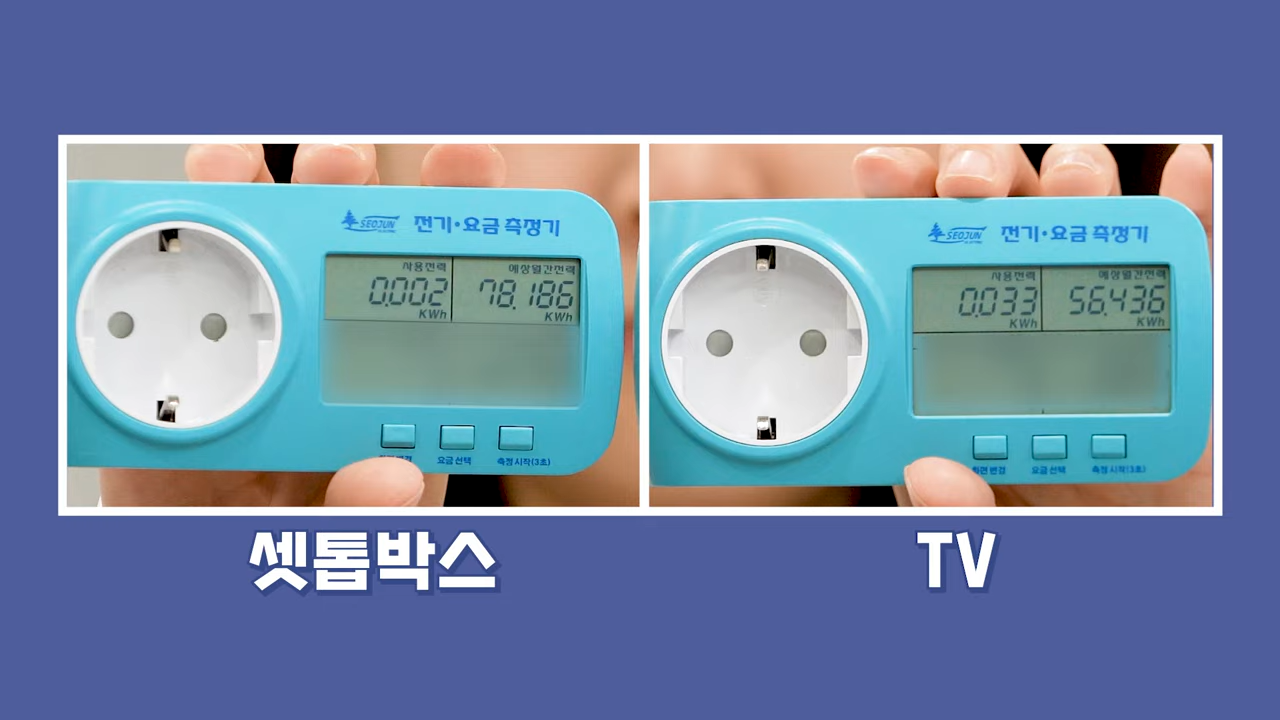 SEOJUN 전기·요금 측정기
사용전력 예상월간전력
0.002 78.186
KWh KWh
요금 선택 측정 시작(3초)
SEOJUN 전기·요금 측정기
사용전력 예상월간전력
0.033 56.436
KWh KWh
화면 변경 요금 선택 측정 시작(3초)
셋톱박스
TV